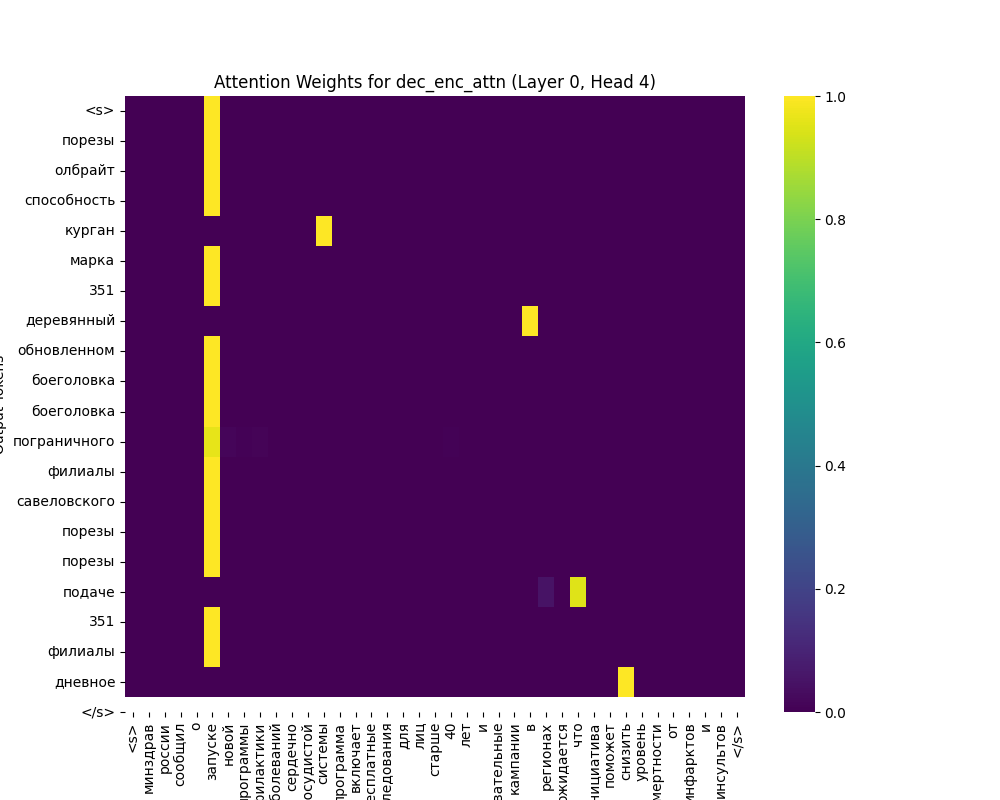 Attention Weights for dec_enc_attn (Layer 0, Head 4)
<s>
порезы
олбрайт
способность
курган
марка
351
деревянный
обновленном
боеголовка
боеголовка
пограничного
филиалы
савеловского
порезы
порезы
подаче
351
филиалы
дневное
</s>
<s>
минздрав
россии
сообщил
о
запуске
новой
сердечно
системы
включает
для
лиц
старше
40
лет
и
кампании
в
регионах
что
поможет
снизить
уровень
от
и
инсультов
</s>
1.0
0.8
0.6
0.4
0.2
0.0